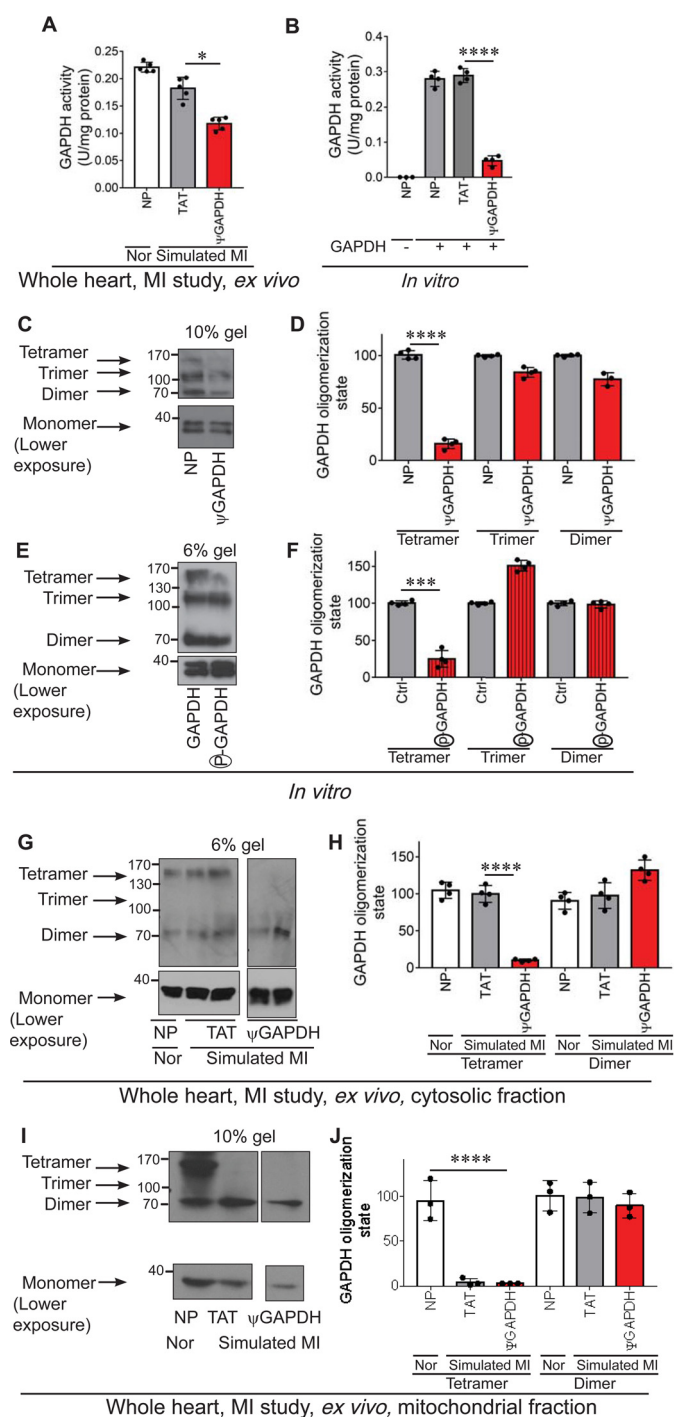 A
GAPDH activity
(U/mg protein)
0.25
0.20
0.15
0.10
0.05
0.00
*
NP
TAT
ψGAPDH
Nor Simulated MI
Whole heart, MI study, ex vivo
B
GAPDH activity
(U/mg protein)
0.4
0.3
0.2
0.1
0.0
****
NP
NP
TAT
ψGAPDH
GAPDH - + + +
In vitro
C
10% gel
Tetramer
Trimer
Dimer
170
100
70
40
Monomer
(Lower
exposure)
NP
ψGAPDH
D
GAPDH oligomerization
state
100
50
0
****
NP
ΨGAPDH
NP
ΨGAPDH
NP
ΨGAPDH
Tetramer Trimer Dimer
E
6% gel
Tetramer
Trimer
Dimer
170
130
100
70
40
Monomer
(Lower
exposure)
GAPDH
P-GAPDH
F
GAPDH oligomerization
state
150
100
50
0
***
Ctrl
p-GAPDH
Ctrl
p-GAPDH
Ctrl
p-GAPDH
Tetramer Trimer Dimer
In vitro
G
6% gel
Tetramer
Trimer
Dimer
170
130
100
70
40
Monomer
(Lower
exposure)
NP TAT ψGAPDH
Nor Simulated MI
H
GAPDH oligomerization
state
150
100
50
0
****
NP
TAT
ΨGAPDH
NP
TAT
ΨGAPDH
Nor Simulated MI Nor Simulated MI
Tetramer Dimer
Whole heart, MI study, ex vivo, cytosolic fraction
I
10% gel
Tetramer
Trimer
Dimer
170
100
70
40
Monomer
(Lower
exposure)
NP TAT ψGAPDH
Nor Simulated MI
J
GAPDH oligomerization
state
100
50
0
****
NP
TAT
ΨGAPDH
NP
TAT
ΨGAPDH
Nor Simulated MI Nor Simulated MI
Tetramer Dimer
Whole heart, MI study, ex vivo, mitochondrial fraction